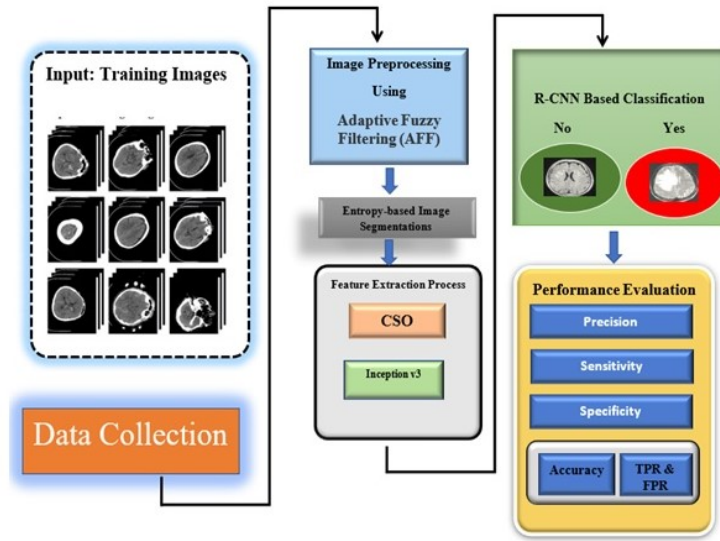 Input: Training Images
Data Collection
Image Preprocessing
Using
Adaptive Fuzzy
Filtering (AFF)
Entropy-based Image
Segmentations
Feature Extraction Process
CSO
Inception v3
R-CNN Based Classification
No Yes
Performance Evaluation
Precision
Sensitivity
Specificity
Accuracy
TPR &
FPR